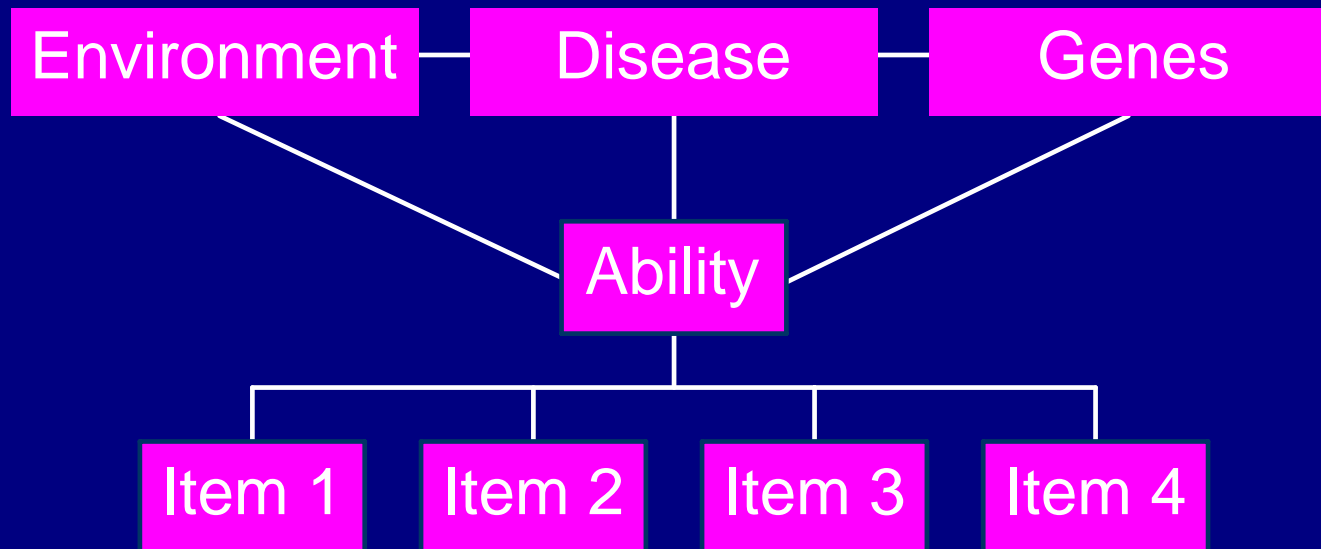 Environment
Disease
Genes
Ability
Item 1
Item 2
Item 3
Item 4